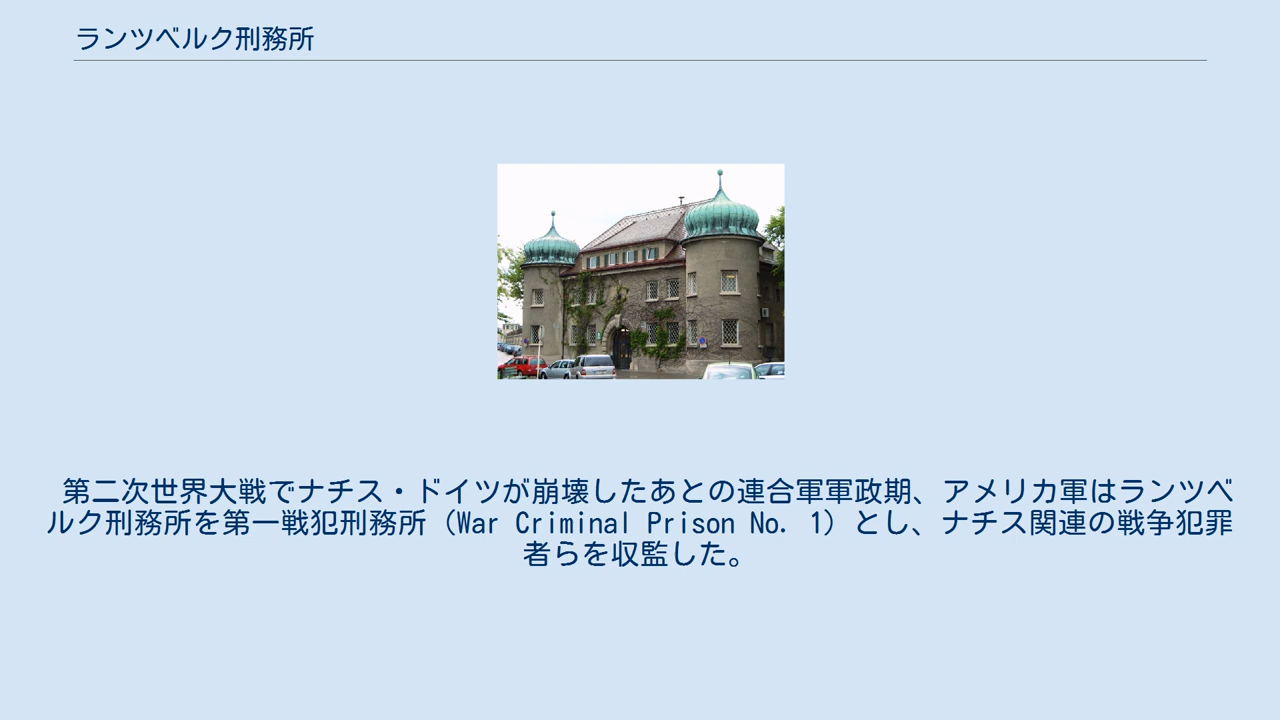 ランツベルク刑務所
第二次世界大戦でナチス・ドイツが崩壊したあとの連合軍軍政期、アメリカ軍はランツベ
ルク刑務所を第一戦犯刑務所（War Criminal Prison No. 1）とし、ナチス関連の戦争犯罪
者らを収監した。